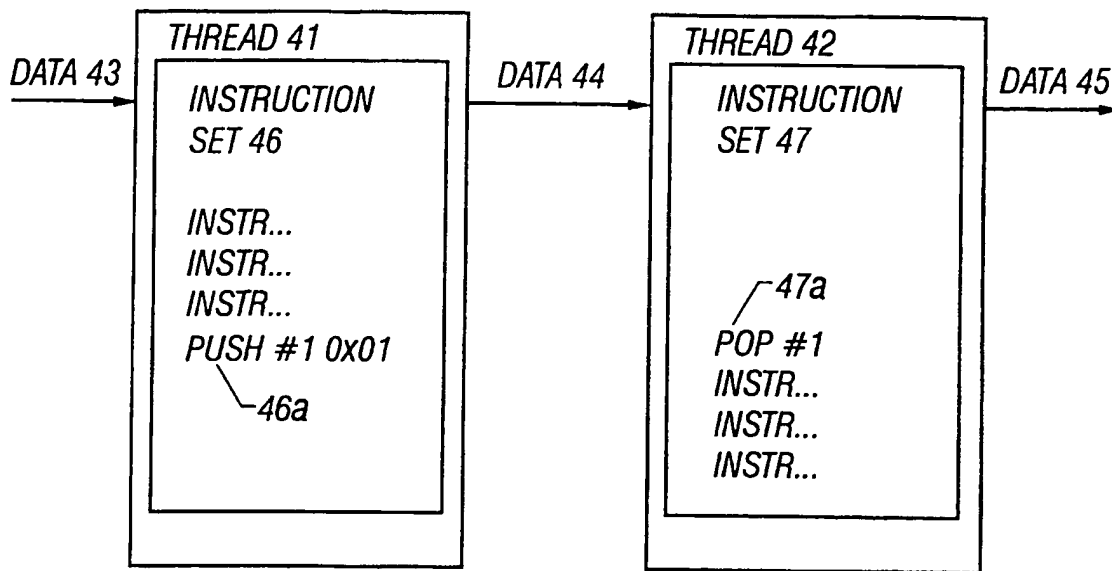 DATA 43
THREAD 41
INSTRUCTION
SET 46
INSTR...
INSTR...
INSTR...
PUSH #1 0X01
46a
DATA 44
THREAD 42
INSTRUCTION
SET 47
47a
POP #1
INSTR...
INSTR...
INSTR...
DATA 45